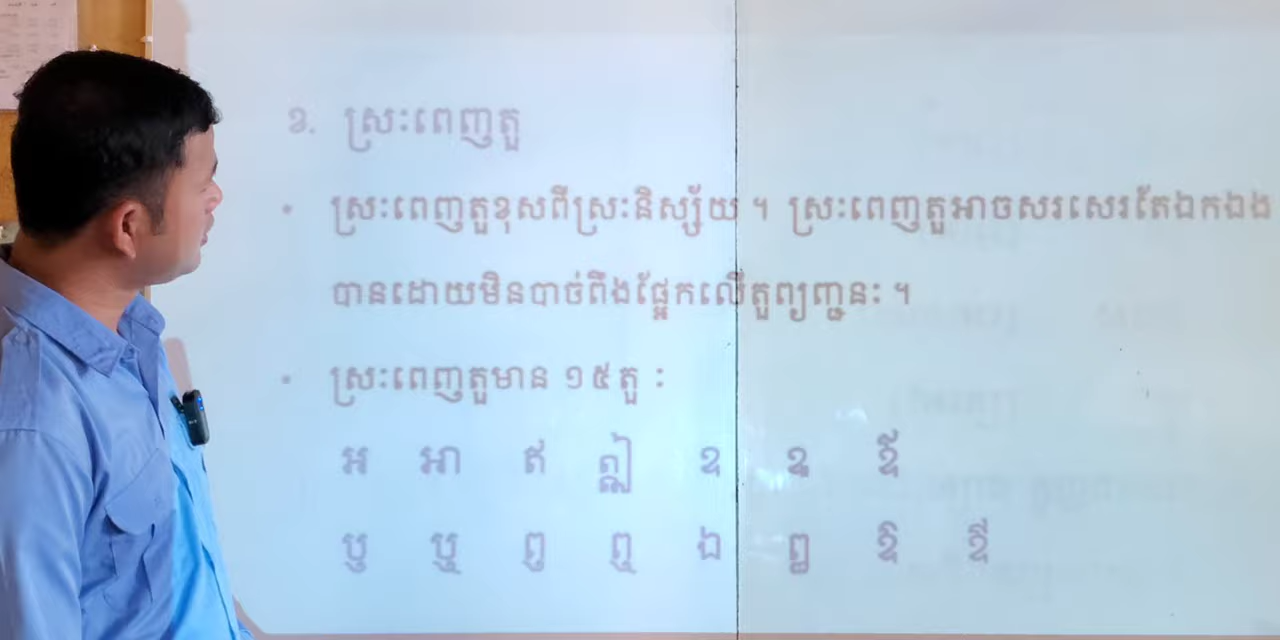 ខ. ស្រៈពេញតួ
• ស្រៈពេញតួខុសពីស្រៈនិស្ស័យ ។ ស្រៈពេញតួអាចសរសេរតែឯកឯង
បានដោយមិនបាច់ពឹងផ្អែកលើតួព្យញ្ជនៈ ។
• ស្រៈពេញតួមាន ១៥តួ ៖
អ អា ឥ ឦ ឧ ឩ ឪ
ឫ ឬ ឭ ឮ ឯ ឰ ឱ ឳ